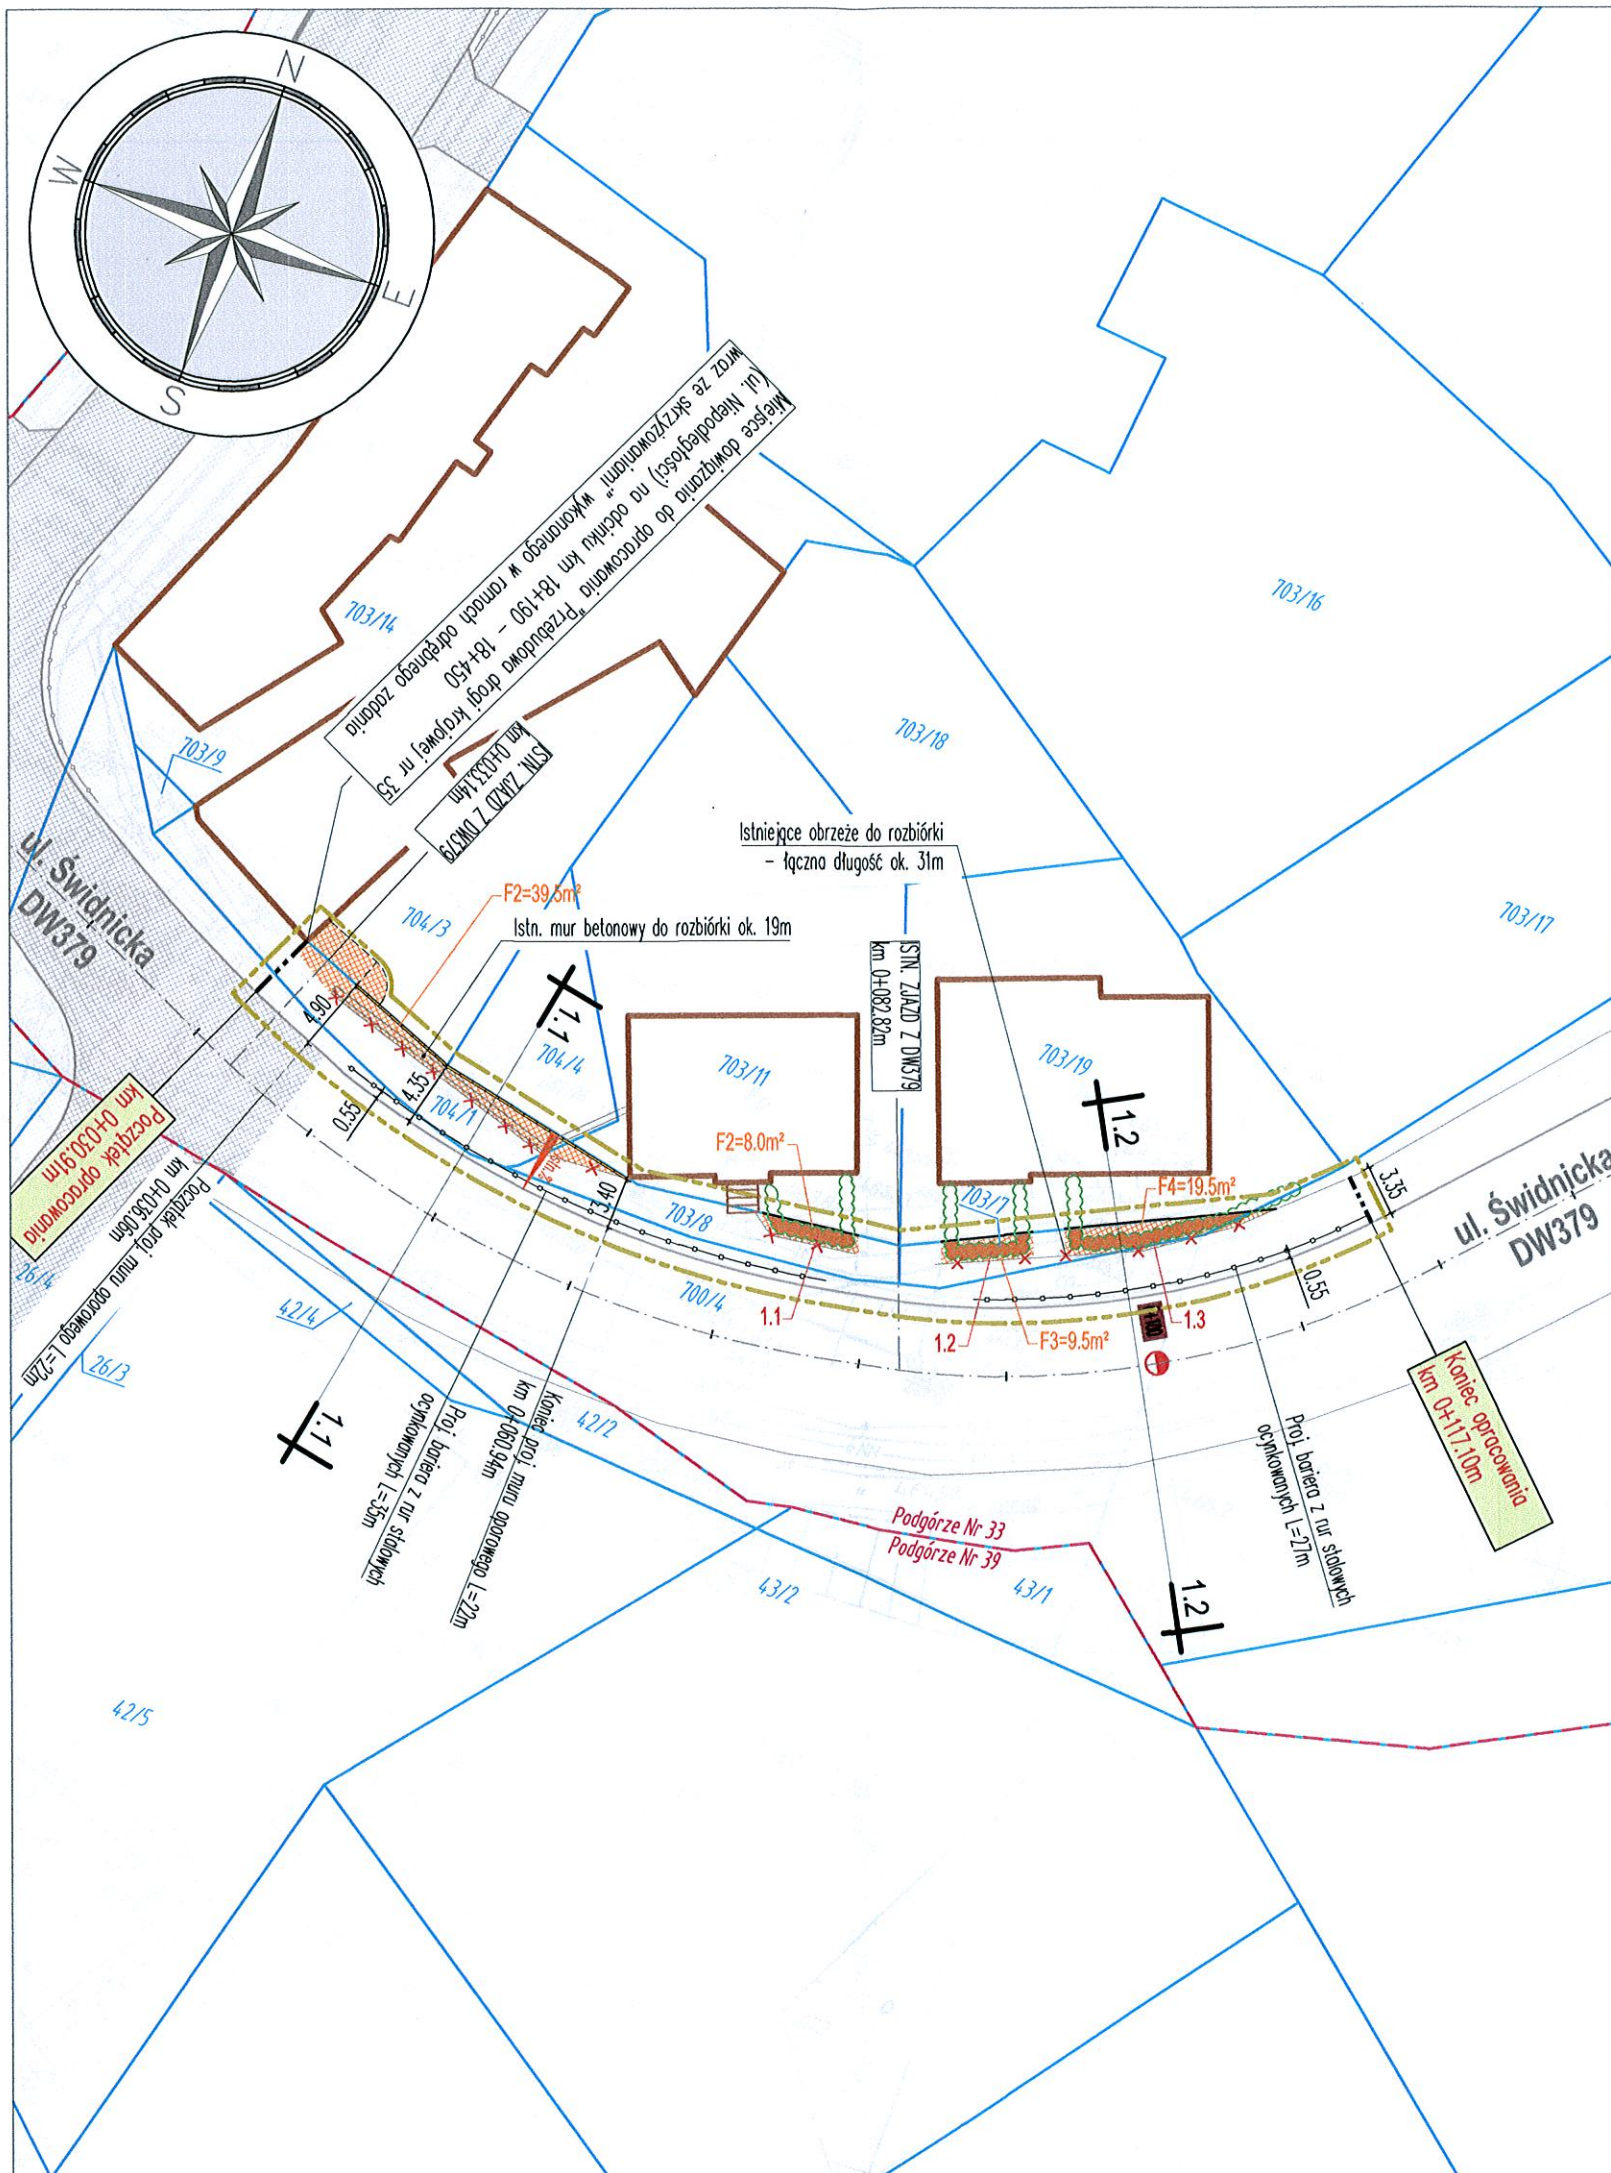 N
W
E
S
Miejsce dowiązania do opracowania "Przebudowa drogi krajowej nr 35
(ul. Niepodległości) na odcinku km 18+190 - 18+450
wraz ze skrzyżowaniami" wykonanego w ramach odrębnego zadania
703/16
703/14
703/18
703/9
ISTN. ZJAZD Z DW379
km 0+033.14m
Istniejące obrzeże do rozbiórki
- łączna długość ok. 31m
ul. Świdnicka
DW379
F2=39.5m²
704/3
Istn. mur betonowy do rozbiórki ok. 19m
703/17
ISTN. ZJAZD Z DW379
km 0+082.82m
4.90
1.1
704/4
703/11
703/19
4.35
0.55
704/1
1.2
F2=8.0m²
3.40
703/8
703/7
F4=19.5m²
3.35
ul. Świdnicka
DW379
Początek opracowania
km 0+030.91m
Początek proj. muru oporowego L=22m
km 0+036.06m
26/4
42/4
26/3
700/4
1.1
1.2
F3=9.5m²
1.3
0.55
Koniec opracowania
km 0+117.10m
1.1
Proj. bariera z rur stalowych
ocynkowanych L=35m
Koniec proj. muru oporowego L=22m
km 0+060.94m
42/2
Proj. bariera z rur stalowych
ocynkowanych L=27m
Podgórze Nr 33
Podgórze Nr 39
43/2
43/1
1.2
42/5